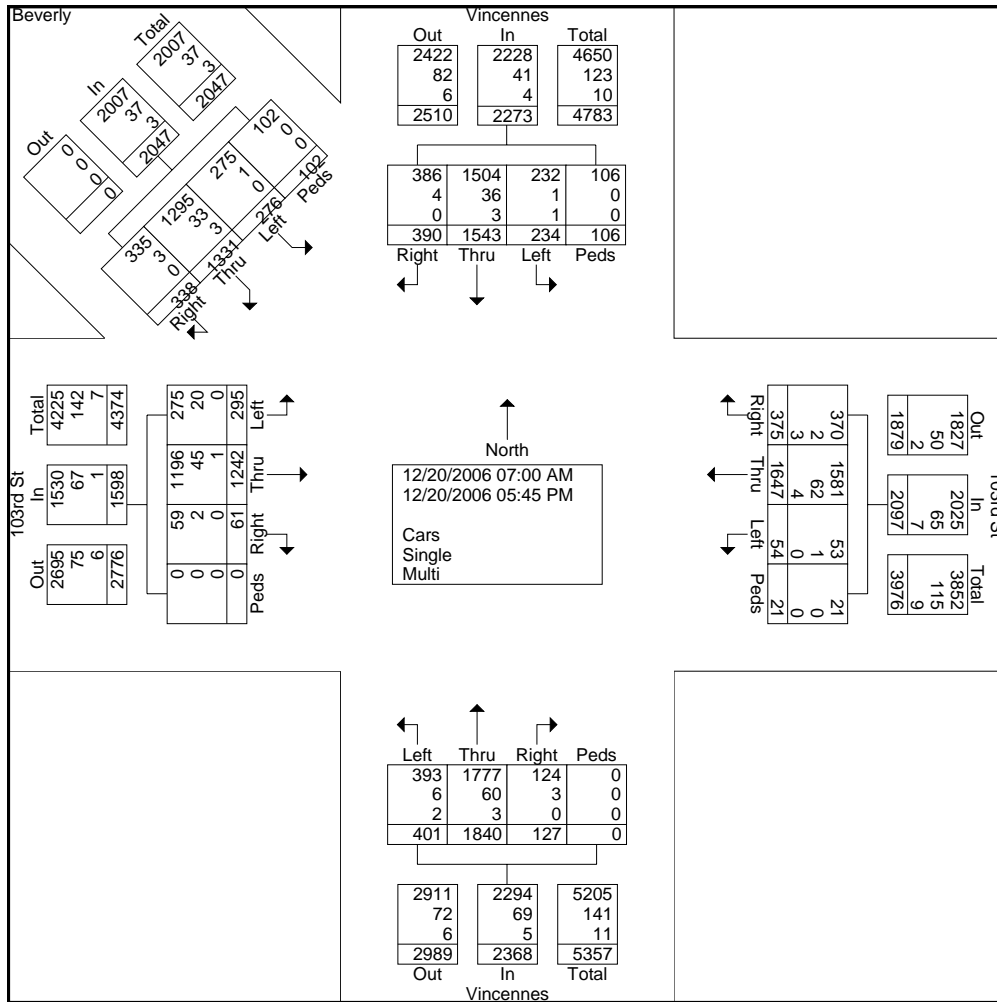 Beverly
Total
2007
37
3
2047
In
2007
37
3
2047
Out
0
0
0
0
335 1295 275 102
3 33 1 0
0 3 0 0
338 1331 276 102
Right Thru Left Peds
Vincennes
Out In Total
2422 2228 4650
82 41 123
6 4 10
2510 2273 4783
386 1504 232 106
4 36 1 0
0 3 1 0
390 1543 234 106
Right Thru Left Peds
103rd St
Total
4225
142
7
4374
In
1530
67
1
1598
Out
2695
75
6
2776
275 20 0 295 Left
1196 45 1 1242 Thru
59 2 0 61 Right
0 0 0 0 Peds
North
12/20/2006 07:00 AM
12/20/2006 05:45 PM
Cars
Single
Multi
Right 375 3 2 370
Thru 1647 4 62 1581
Left 54 0 1 53
Peds 21 0 0 21
Out
1827
50
2
1879
103rd St
In
2025
65
7
2097
Total
3852
115
9
3976
Left Thru Right Peds
393 1777 124 0
6 60 3 0
2 3 0 0
401 1840 127 0
2911 2294 5205
72 69 141
6 5 11
2989 2368 5357
Out In Total
Vincennes